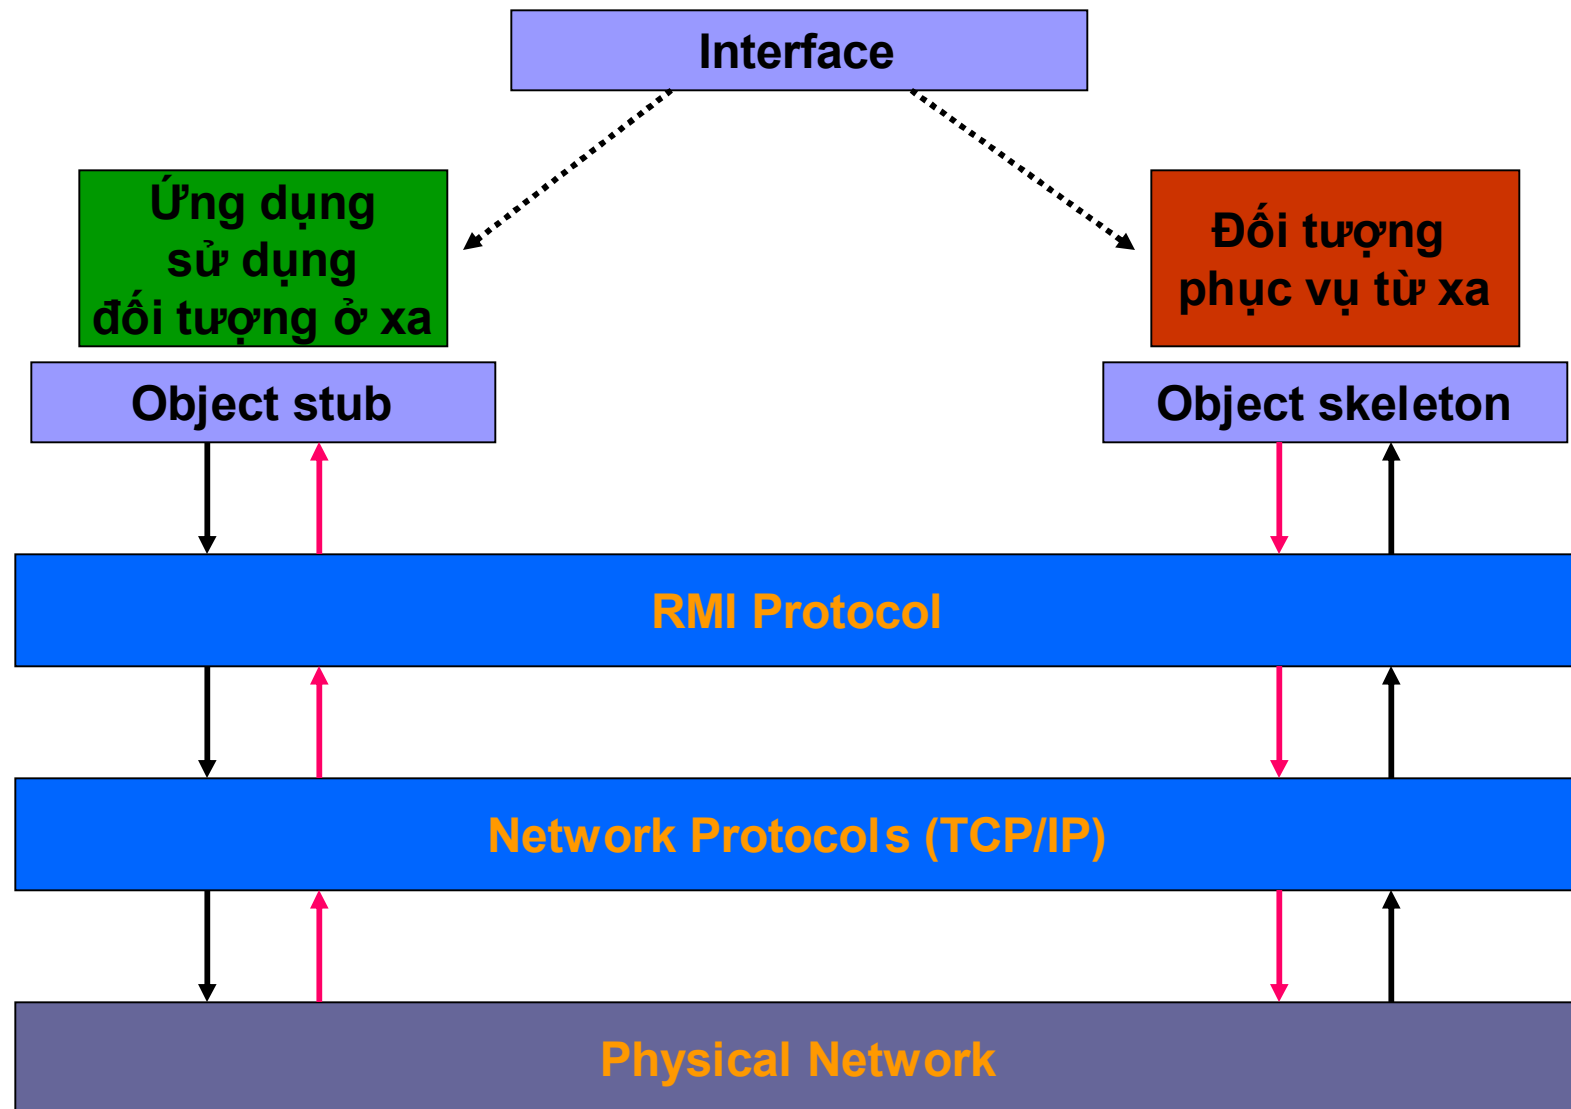 Interface
Ứng dụng
sử dụng
đối tượng ở xa
Đối tượng
phục vụ từ xa
Object stub
Object skeleton
RMI Protocol
Network Protocols (TCP/IP)
Physical Network